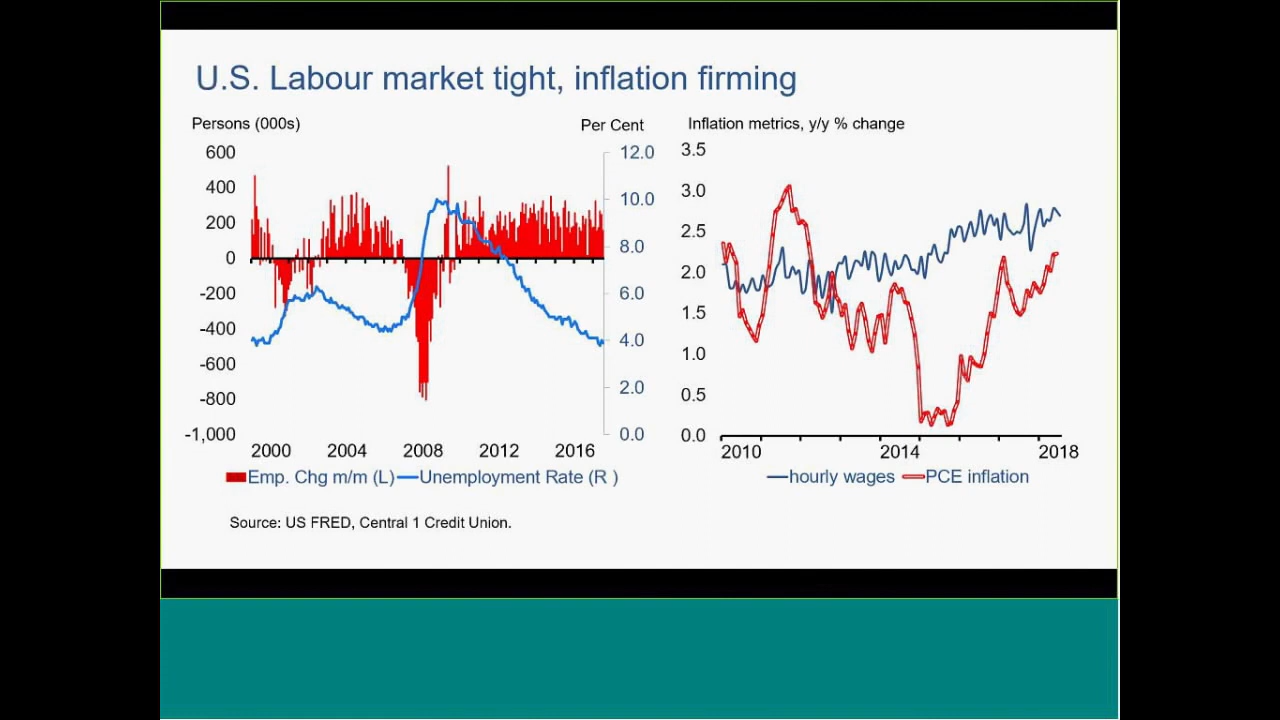 U.S. Labour market tight, inflation firming
Persons (000s)
Per Cent
600
400
200
0
-200
-400
-600
-800
-1,000
12.0
10.0
8.0
6.0
4.0
2.0
0.0
2000 2004 2008 2012 2016
Emp. Chg m/m (L) Unemployment Rate (R )
Inflation metrics, y/y % change
3.5
3.0
2.5
2.0
1.5
1.0
0.5
0.0
2010 2014 2018
hourly wages PCE inflation
Source: US FRED, Central 1 Credit Union.